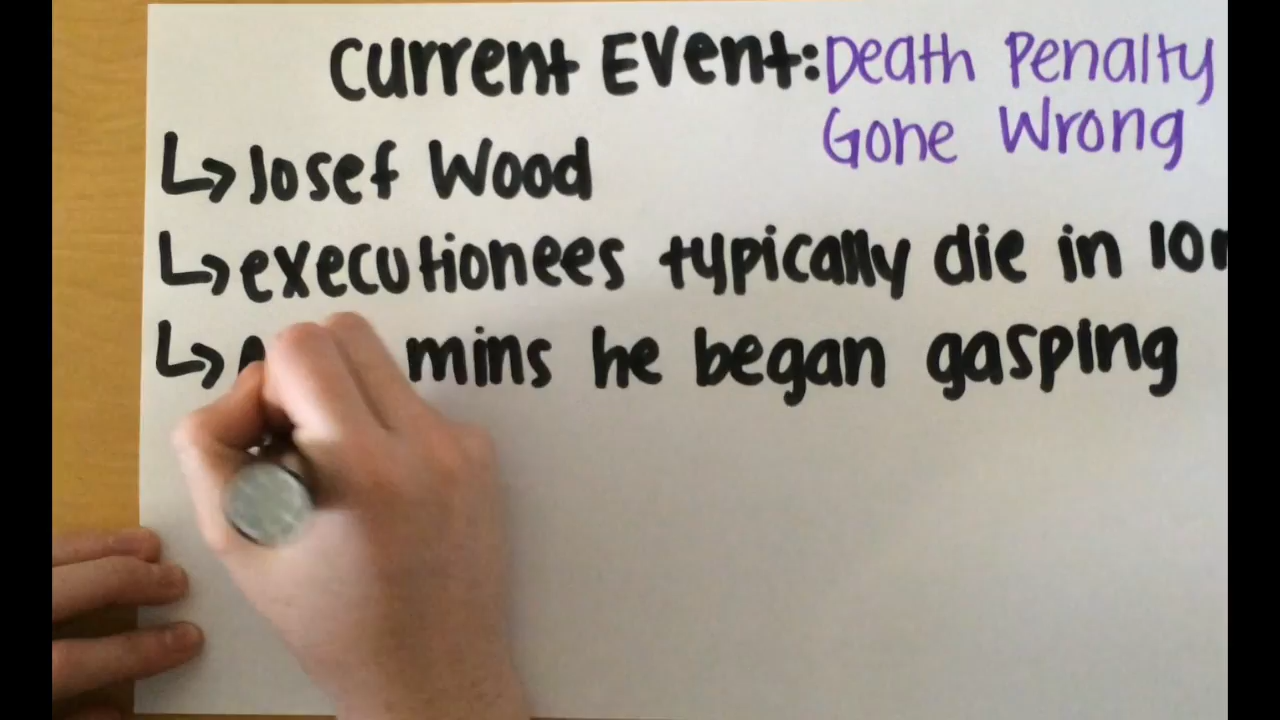 Current Event: Death Penalty
Gone Wrong
Josef Wood
executionees typically die in 10
mins he began gasping